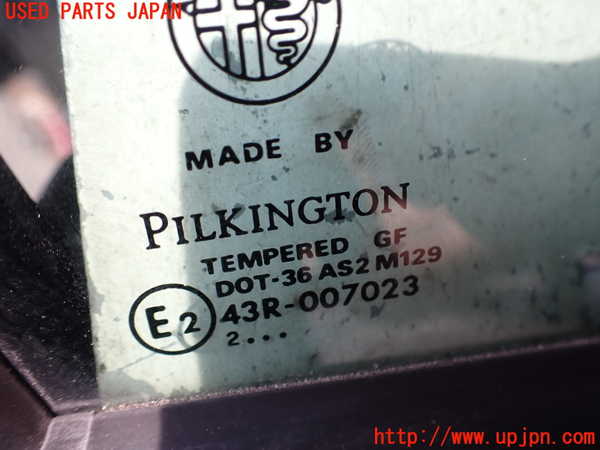 USED PARTS JAPAN
MADE BY
PILKINGTON
TEMPERED GF
DOT-36 AS2 M129
E2 43R-007023
2...
http://www.upjpn.com